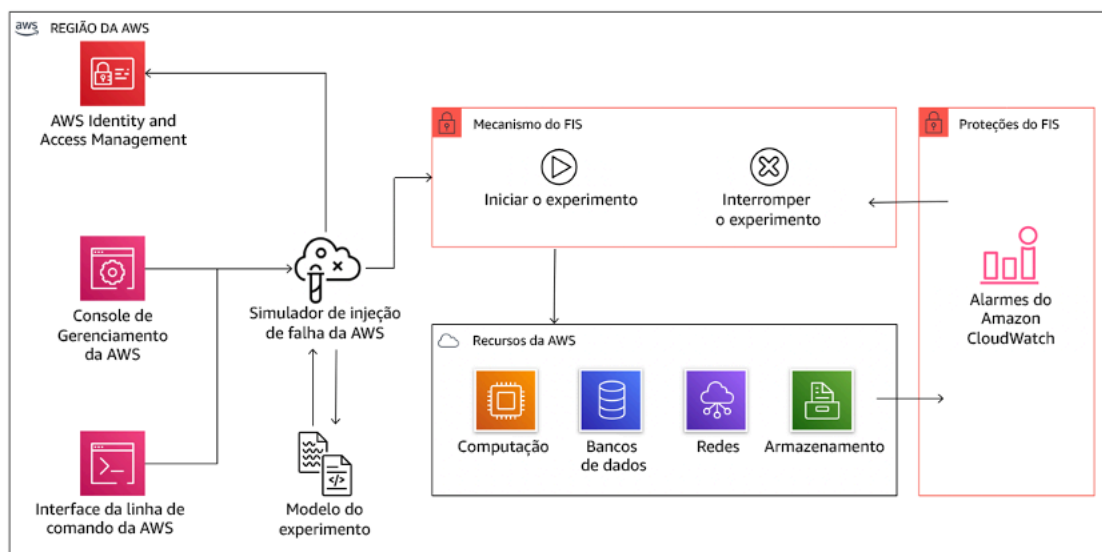 aws
REGIÃO DA AWS
AWS Identity and
Access Management
Console de
Gerenciamento
da AWS
Interface da linha de
comando da AWS
Simulador de injeção
de falha da AWS
Modelo do
experimento
Mecanismo do FIS
Iniciar o experimento
Interromper
o experimento
Recursos da AWS
Computação
Bancos
de dados
Redes
Armazenamento
Proteções do FIS
Alarmes do
Amazon
CloudWatch